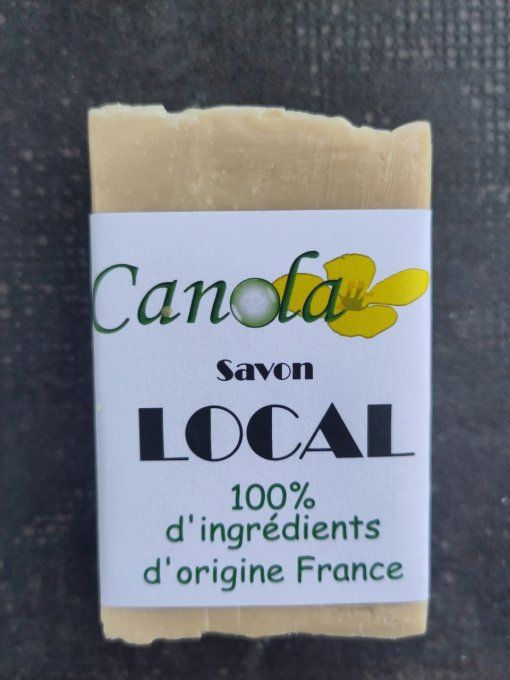 Canola
Savon
LOCAL
100%
d'ingrédients
d'origine France